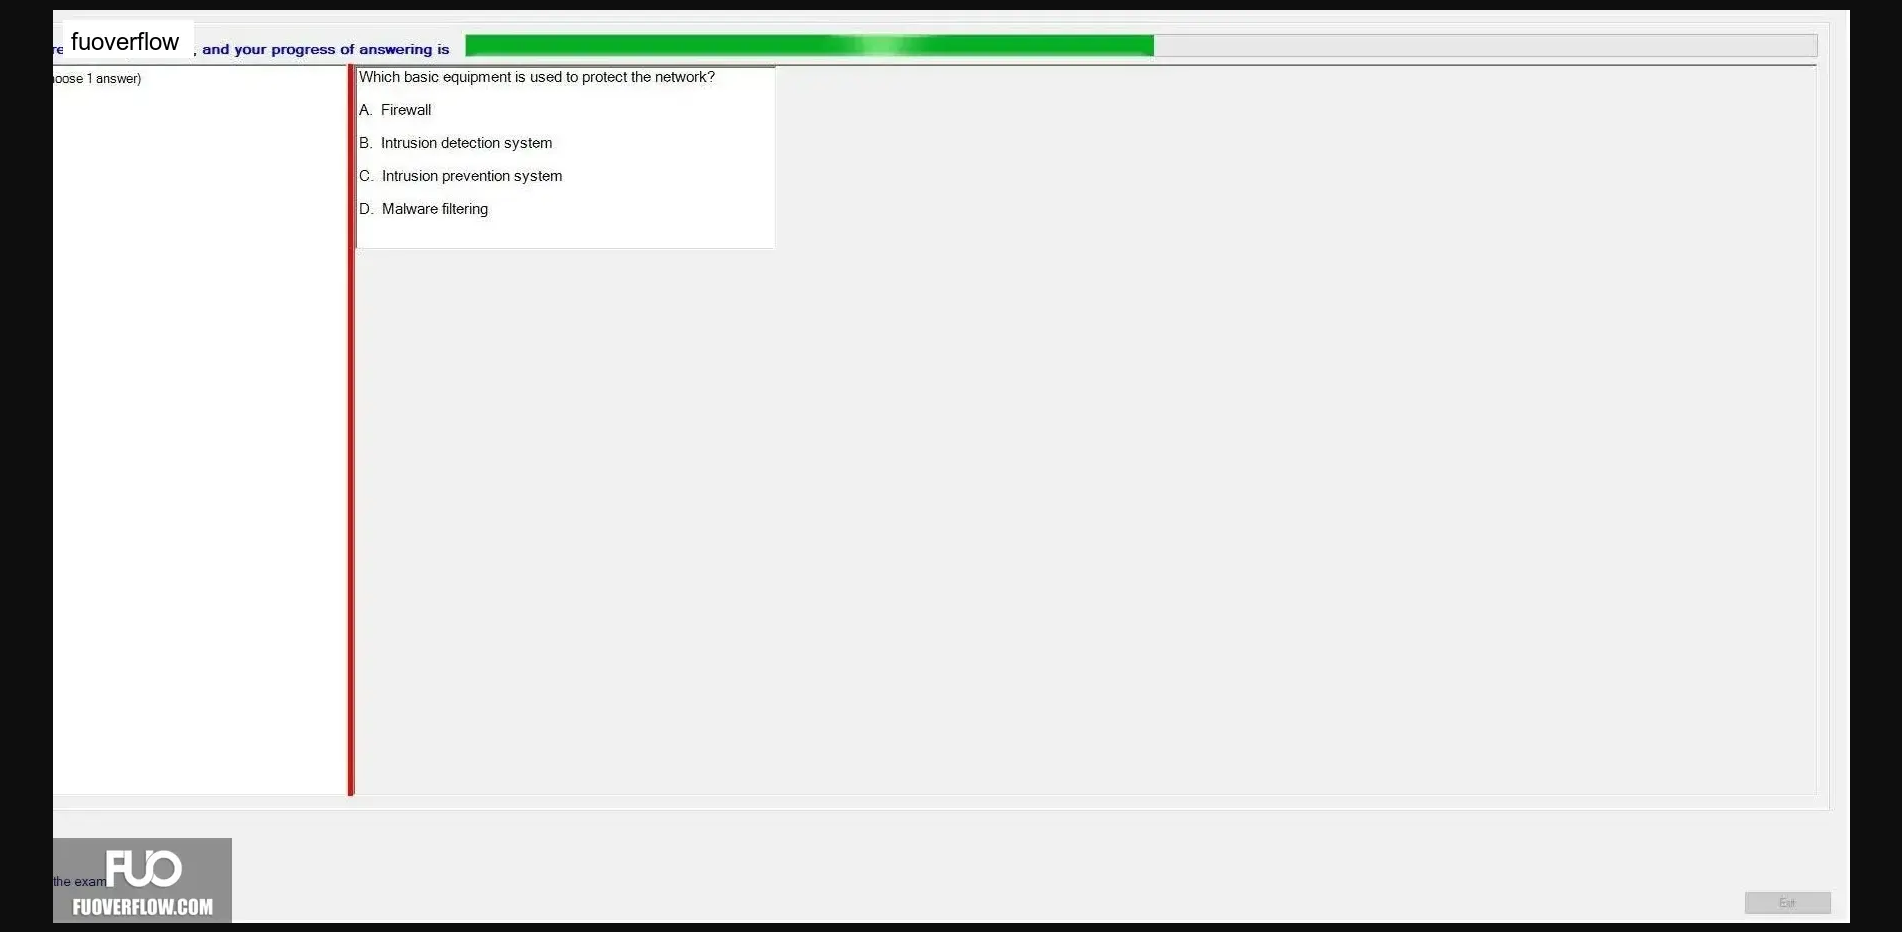 fuoverflow
, and your progress of answering is
oose 1 answer)
Which basic equipment is used to protect the network?
A. Firewall
B. Intrusion detection system
C. Intrusion prevention system
D. Malware filtering
the exam
FUO
FUOVERFLOW.COM
Exit